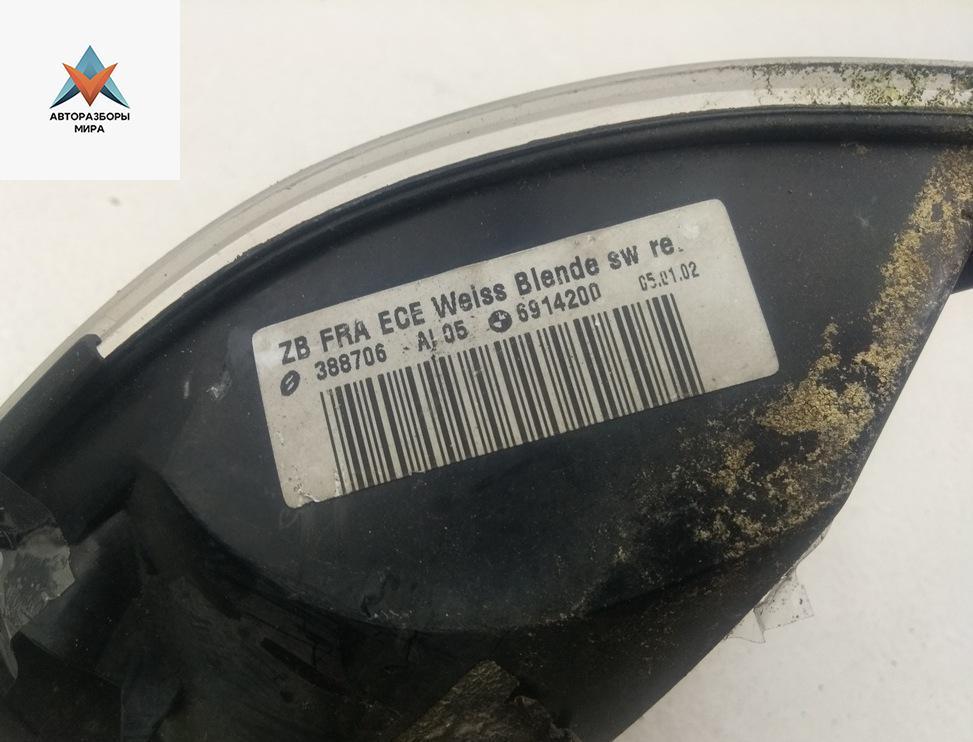 АВТОРАЗБОРЫ
МИРА
ZB FRA ECE Weiss Blende sw re.
388706 AI 05 6914200 05.01.02